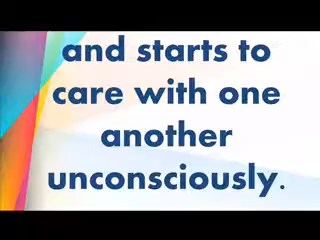 and starts to
care with one
another
unconsciously.